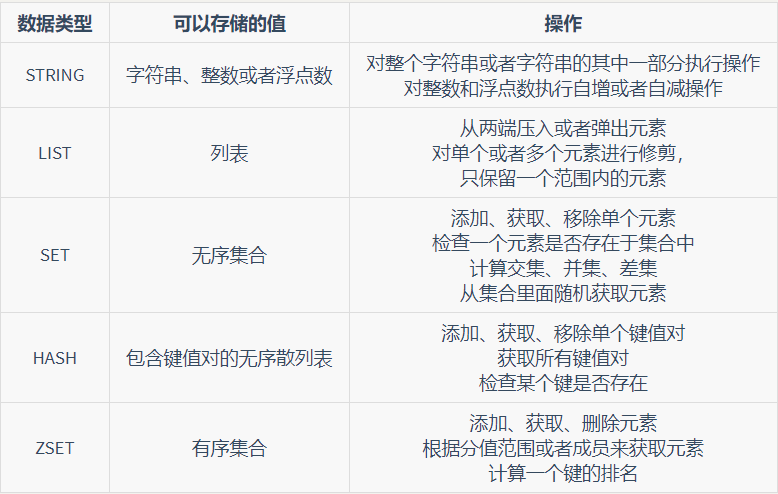 数据类型 可以存储的值 操作
STRING 字符串、整数或者浮点数 对整个字符串或者字符串的其中一部分执行操作
对整数和浮点数执行自增或者自减操作
LIST 列表 从两端压入或者弹出元素
对单个或者多个元素进行修剪，
只保留一个范围内的元素
SET 无序集合 添加、获取、移除单个元素
检查一个元素是否存在于集合中
计算交集、并集、差集
从集合里面随机获取元素
HASH 包含键值对的无序散列表 添加、获取、移除单个键值对
获取所有键值对
检查某个键是否存在
ZSET 有序集合 添加、获取、删除元素
根据分值范围或者成员来获取元素
计算一个键的排名